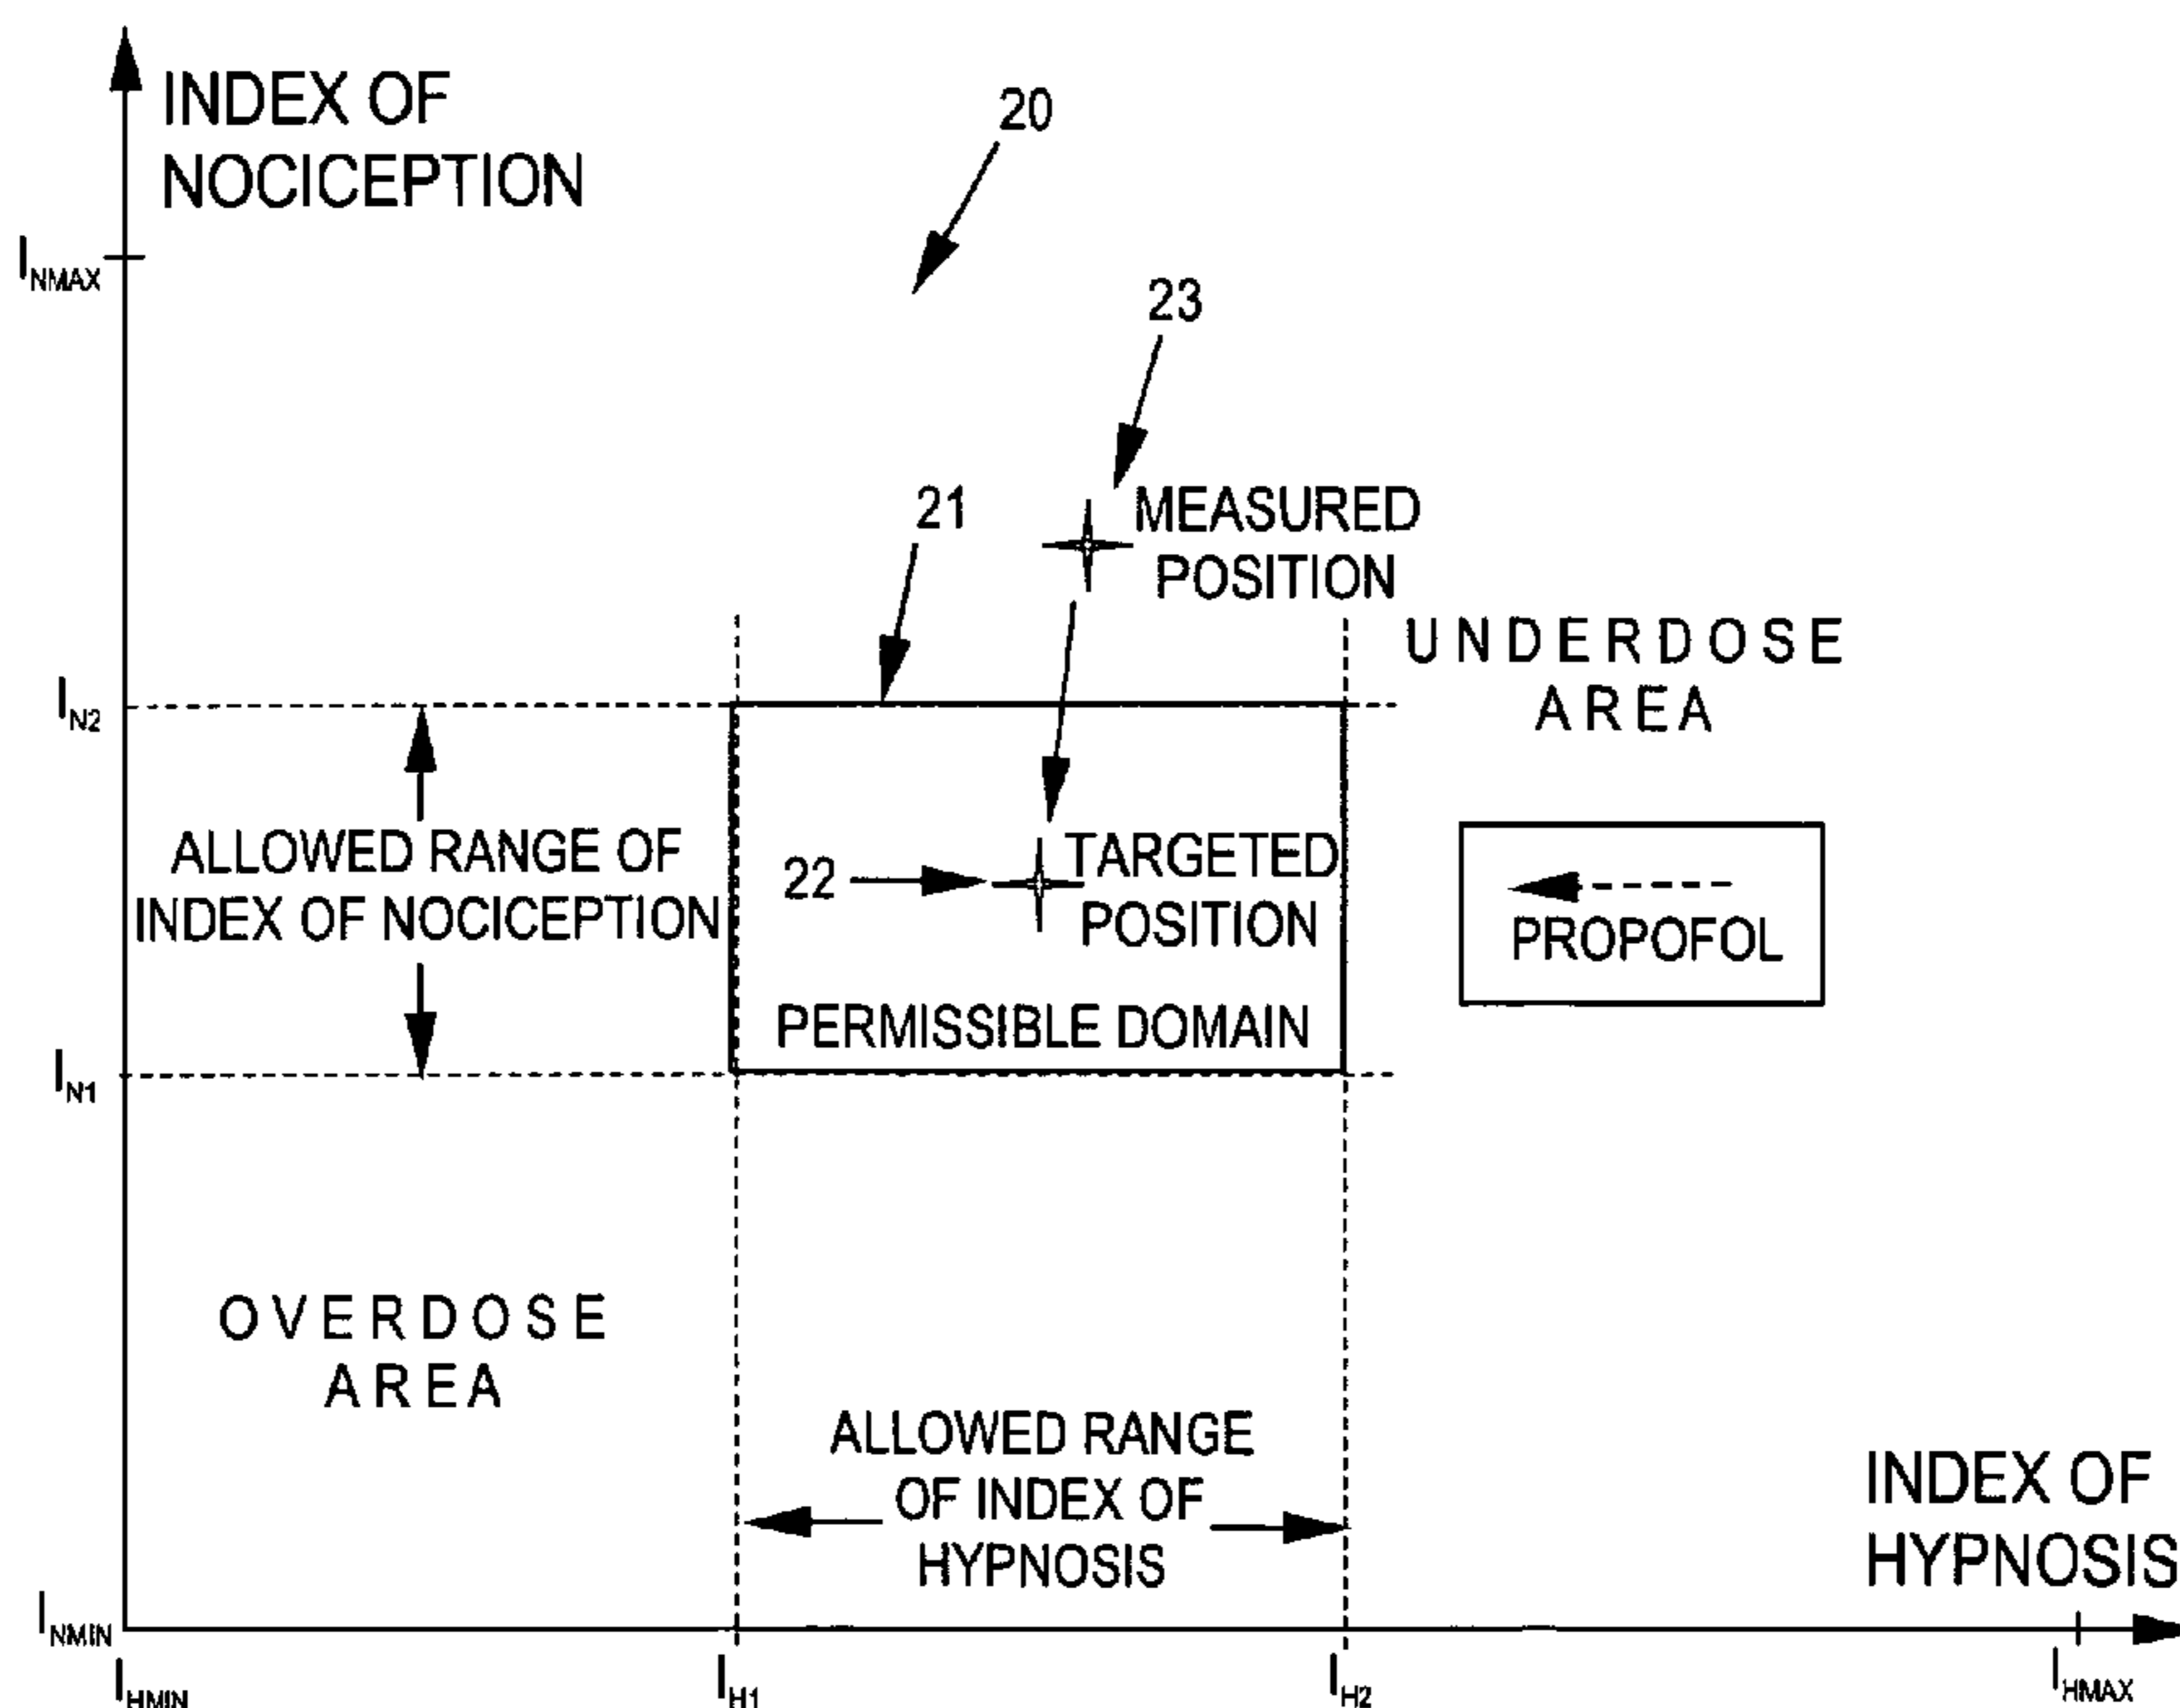 INDEX OF
NOCICEPTION
20
I_NMAX
23
21
MEASURED
POSITION
UNDERDOSE
AREA
I_N2
ALLOWED RANGE OF
INDEX OF NOCICEPTION
22
TARGETED
POSITION
PROPOFOL
PERMISSIBLE DOMAIN
I_N1
OVERDOSE
AREA
ALLOWED RANGE
OF INDEX OF
HYPNOSIS
INDEX OF
HYPNOSIS
I_NMIN
I_HMIN
I_H1
I_H2
I_HMAX